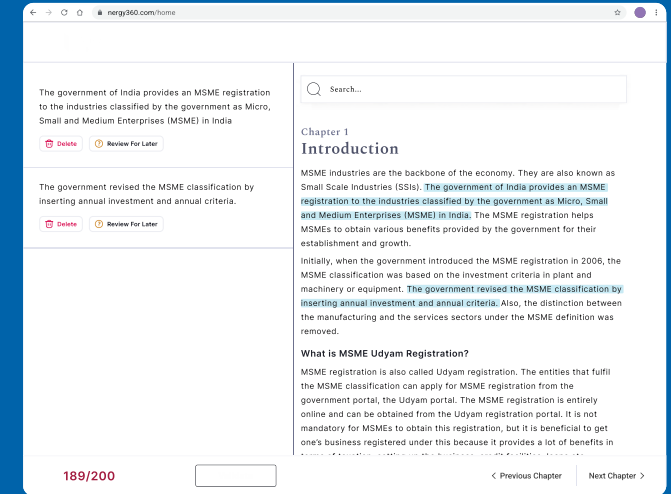 nergy360.com/home
The government of India provides an MSME registration
to the industries classified by the government as Micro,
Small and Medium Enterprises (MSME) in India
Delete
Review For Later
The government revised the MSME classification by
inserting annual investment and annual criteria.
Delete
Review For Later
Search...
Chapter 1
Introduction
MSME industries are the backbone of the economy. They are also known as
Small Scale Industries (SSIs). The government of India provides an MSME
registration to the industries classified by the government as Micro, Small
and Medium Enterprises (MSME) in India. The MSME registration helps
MSMEs to obtain various benefits provided by the government for their
establishment and growth.
Initially, when the government introduced the MSME registration in 2006, the
MSME classification was based on the investment criteria in plant and
machinery or equipment. The government revised the MSME classification by
inserting annual investment and annual criteria. Also, the distinction between
the manufacturing and the services sectors under the MSME definition was
removed.
What is MSME Udyam Registration?
MSME registration is also called Udyam registration. The entities that fulfil
the MSME classification can apply for MSME registration from the
government portal, the Udyam portal. The MSME registration is entirely
online and can be obtained from the Udyam registration portal. It is not
mandatory for MSMEs to obtain this registration, but it is beneficial to get
one's business registered under this because it provides a lot of benefits in
189/200
Previous Chapter
Next Chapter